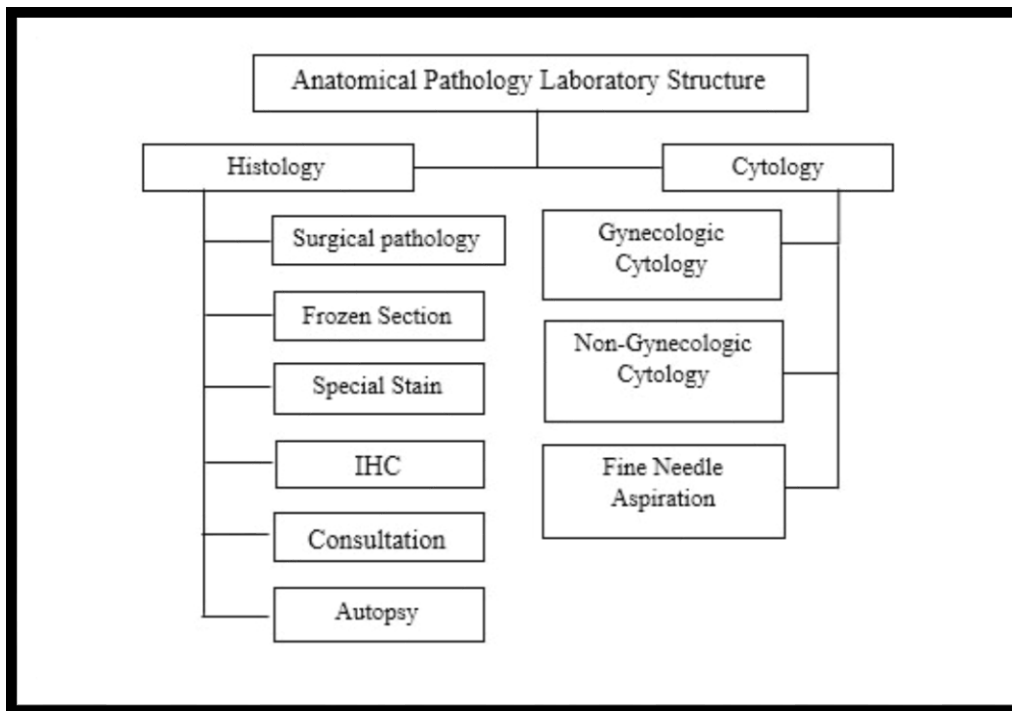 Anatomical Pathology Laboratory Structure
Histology
Cytology
Surgical pathology
Frozen Section
Special Stain
IHC
Consultation
Autopsy
Gynecologic
Cytology
Non-Gynecologic
Cytology
Fine Needle
Aspiration